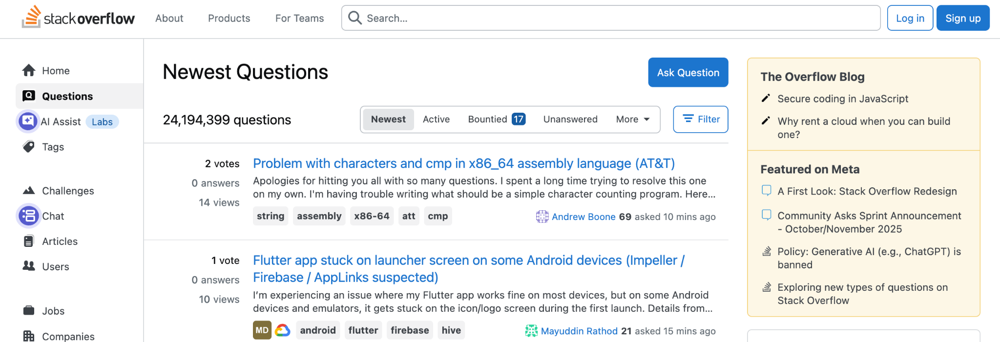 stackoverflow
About
Products
For Teams
Search...
Log in
Sign up
Home
Questions
AI Assist Labs
Tags
Challenges
Chat
Articles
Users
Jobs
Companies
Newest Questions
Ask Question
24,194,399 questions
Newest
Active
Bountied 17
Unanswered
More
Filter
2 votes
0 answers
14 views
Problem with characters and cmp in x86_64 assembly language (AT&T)
Apologies for hitting you all with so many questions. I spent a long time trying to resolve this one
on my own. I'm having trouble writing what should be a simple character counting program. Here...
string
assembly
x86-64
att
cmp
Andrew Boone 69 asked 10 mins ago
1 vote
0 answers
10 views
Flutter app stuck on launcher screen on some Android devices (Impeller /
Firebase / AppLinks suspected)
I’m experiencing an issue where my Flutter app works fine on most devices, but on some Android
devices and emulators, it gets stuck on the icon/logo screen during the first launch. Details from...
MD
android
flutter
firebase
hive
Mayuddin Rathod 21 asked 15 mins ago
The Overflow Blog
Secure coding in JavaScript
Why rent a cloud when you can build
one?
Featured on Meta
A First Look: Stack Overflow Redesign
Community Asks Sprint Announcement
- October/November 2025
Policy: Generative AI (e.g., ChatGPT) is
banned
Exploring new types of questions on
Stack Overflow